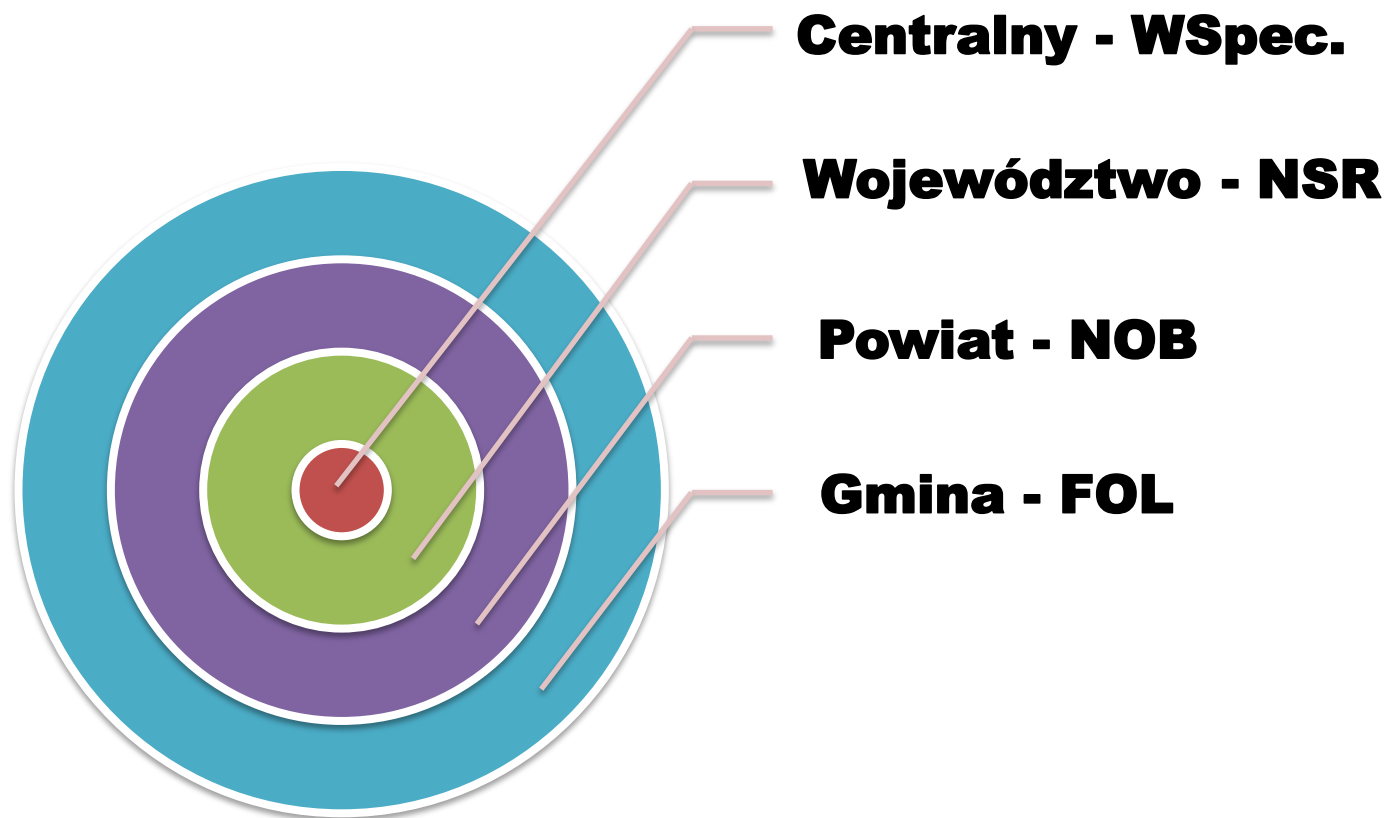 Centralny - WSpec.
Województwo - NSR
Powiat - NOB
Gmina - FOL